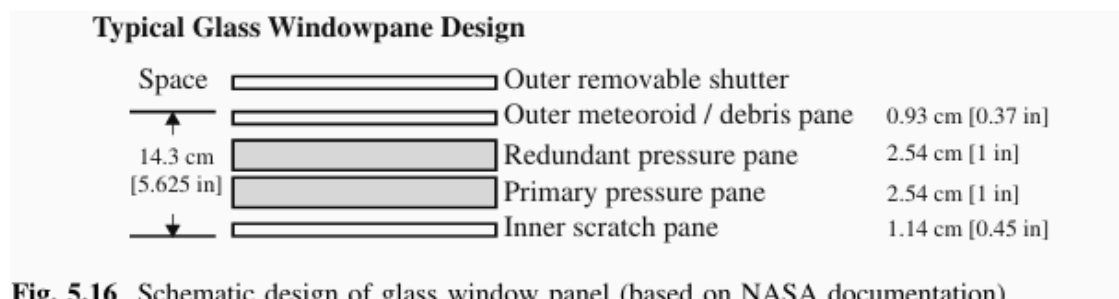 Typical Glass Windowpane Design
Space Outer removable shutter
Outer meteoroid / debris pane 0.93 cm [0.37 in]
14.3 cm Redundant pressure pane 2.54 cm [1 in]
[5.625 in] Primary pressure pane 2.54 cm [1 in]
Inner scratch pane 1.14 cm [0.45 in]
Fig. 5.16 Schematic design of glass window panel (based on NASA documentation)